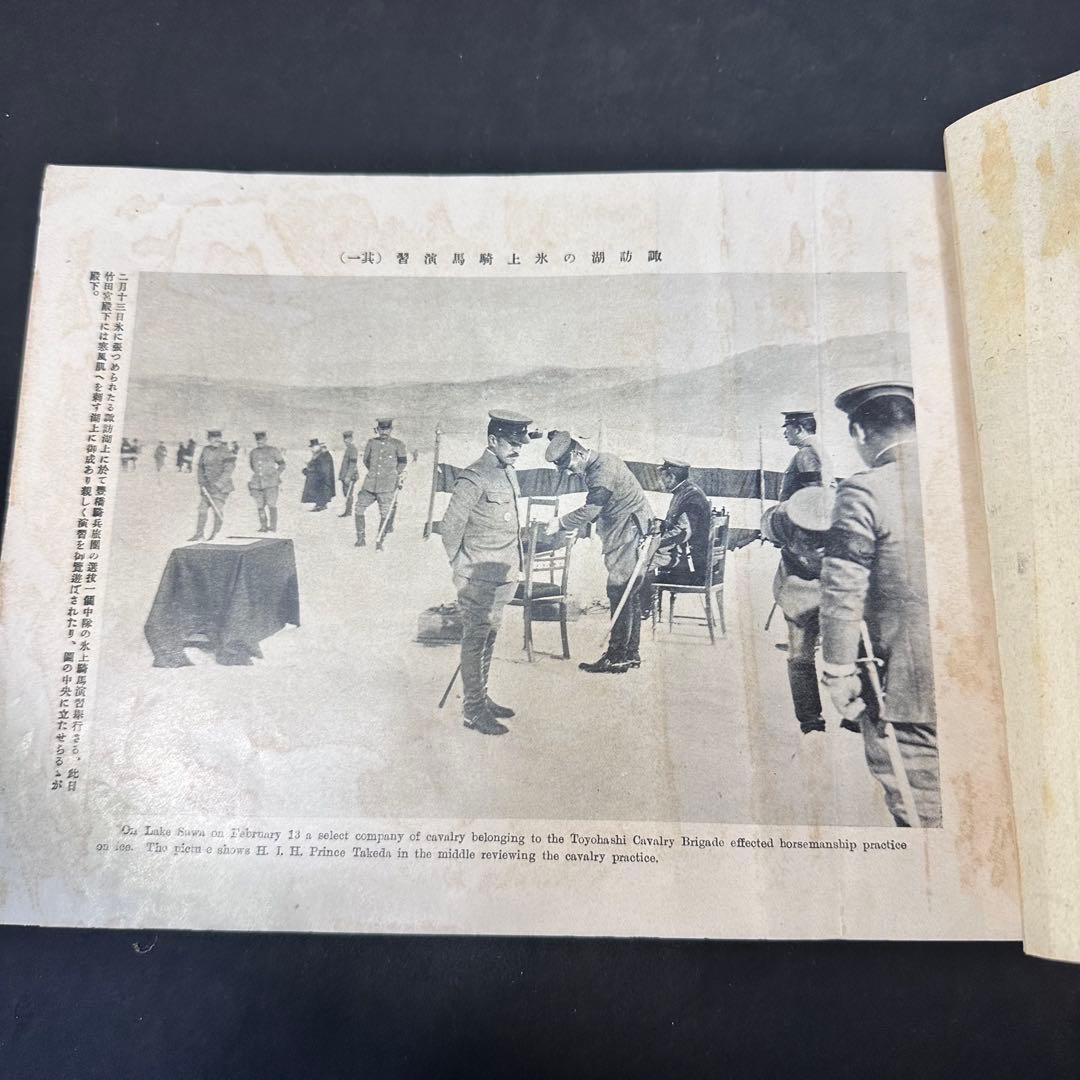 諏訪湖の氷上騎馬演習（其一）
二月十三日氷に張つめられたる諏訪湖上に於て豊橋騎兵旅團の選抜一個中隊の氷上騎馬演習擧行さる、此日
竹田宮殿下には寒風肌へを刺す湖上に御成あり親しく演習を御覽遊ばされたり、圖の中央に立たせらるゝが
殿下。
On Lake Suwa on February 13 a select company of cavalry belonging to the Toyohashi Cavalry Brigade effected horsemanship practice
on ice. The picture shows H. I. H. Prince Takeda in the middle reviewing the cavalry practice.